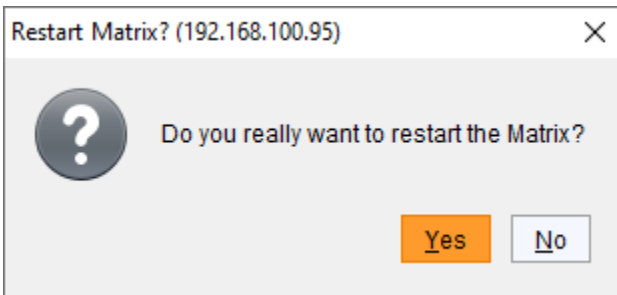 Restart Matrix? (192.168.100.95)
Do you really want to restart the Matrix?
Yes No